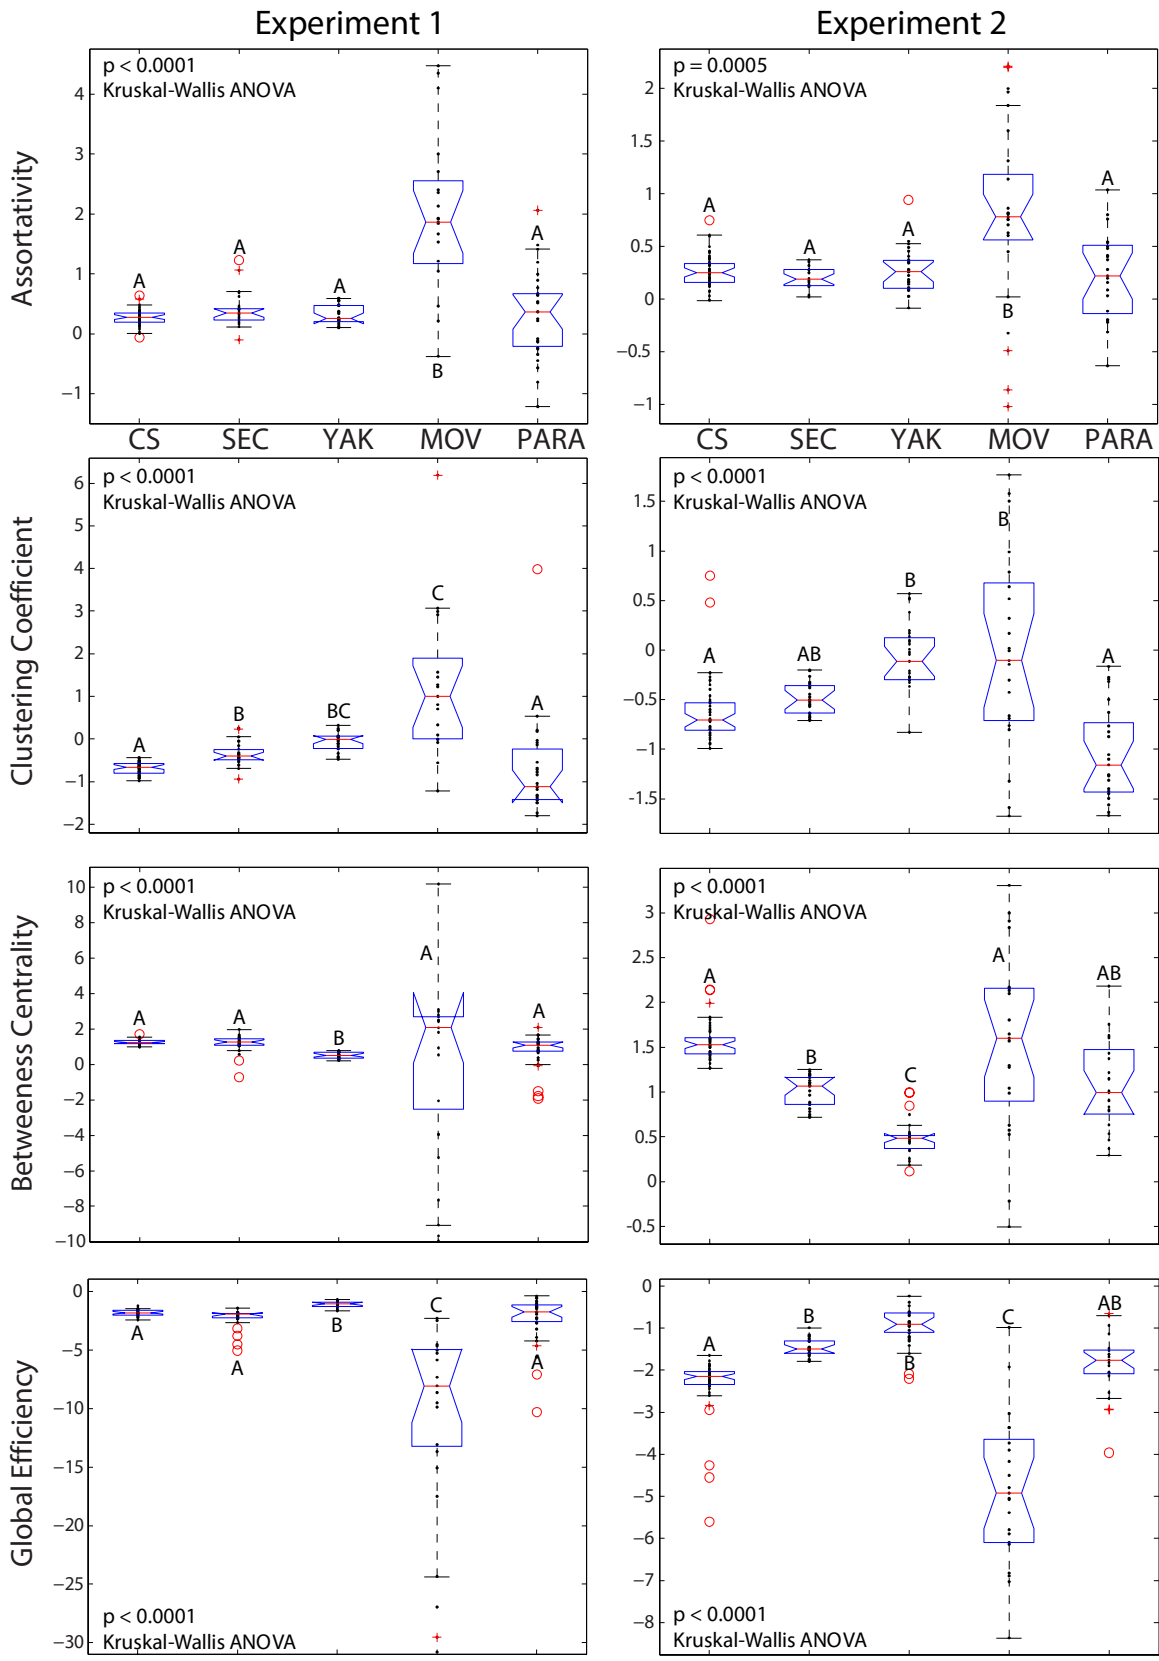 Experiment 1
Experiment 2
Assortativity
p < 0.0001
Kruskal-Wallis ANOVA
4
3
2
1
0
−1
A
A
A
B
A
p = 0.0005
Kruskal-Wallis ANOVA
2
1.5
1
0.5
0
−0.5
−1
A
A
A
B
A
CS
SEC
YAK
MOV
PARA
CS
SEC
YAK
MOV
PARA
Clustering Coefficient
p < 0.0001
Kruskal-Wallis ANOVA
6
5
4
3
2
1
0
−1
−2
A
B
BC
C
A
p < 0.0001
Kruskal-Wallis ANOVA
1.5
1
0.5
0
−0.5
−1
−1.5
A
AB
B
B
A
Betweeness Centrality
p < 0.0001
Kruskal-Wallis ANOVA
10
8
6
4
2
0
−2
−4
−6
−8
−10
A
A
B
A
A
p < 0.0001
Kruskal-Wallis ANOVA
3
2.5
2
1.5
1
0.5
0
-0.5
A
B
C
A
AB
Global Efficiency
0
−5
−10
−15
−20
−25
−30
A
A
B
C
A
p < 0.0001
Kruskal-Wallis ANOVA
0
−1
−2
−3
−4
−5
−6
−7
−8
A
B
B
C
AB
p < 0.0001
Kruskal-Wallis ANOVA